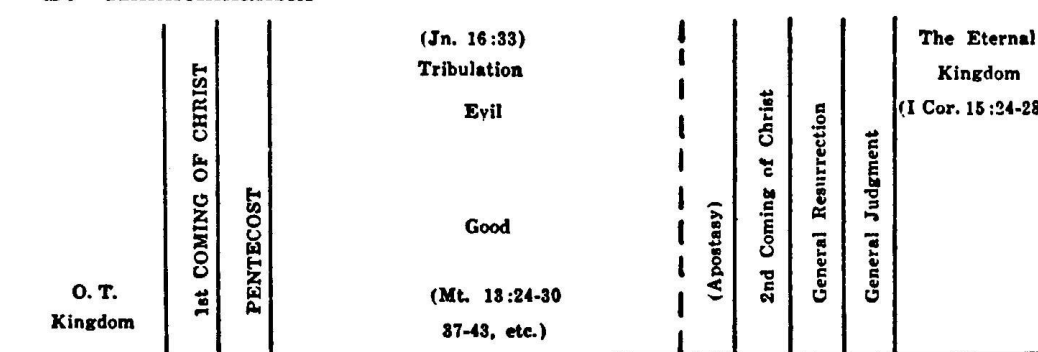 O. T.
Kingdom
1st COMING OF CHRIST
PENTECOST
(Jn. 16:33)
Tribulation
Evil
Good
(Mt. 13:24-30
37-43, etc.)
(Apostasy)
2nd Coming of Christ
General Resurrection
General Judgment
The Eternal
Kingdom
(I Cor. 15:24-28